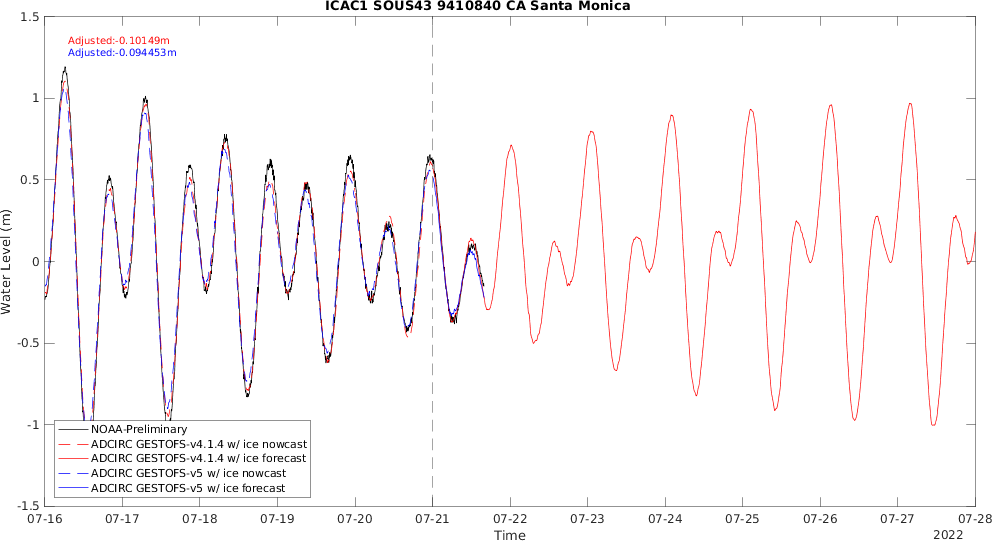 ICAC1 SOUS43 9410840 CA Santa Monica
Adjusted:-0.10149m
Adjusted:-0.094453m
1.5
1
0.5
0
-0.5
-1
-1.5
Water Level (m)
NOAA-Preliminary
ADCIRC GESTOFS-v4.1.4 w/ ice nowcast
ADCIRC GESTOFS-v4.1.4 w/ ice forecast
ADCIRC GESTOFS-v5 w/ ice nowcast
ADCIRC GESTOFS-v5 w/ ice forecast
07-16 07-17 07-18 07-19 07-20 07-21 07-22 07-23 07-24 07-25 07-26 07-27 07-28
Time
2022